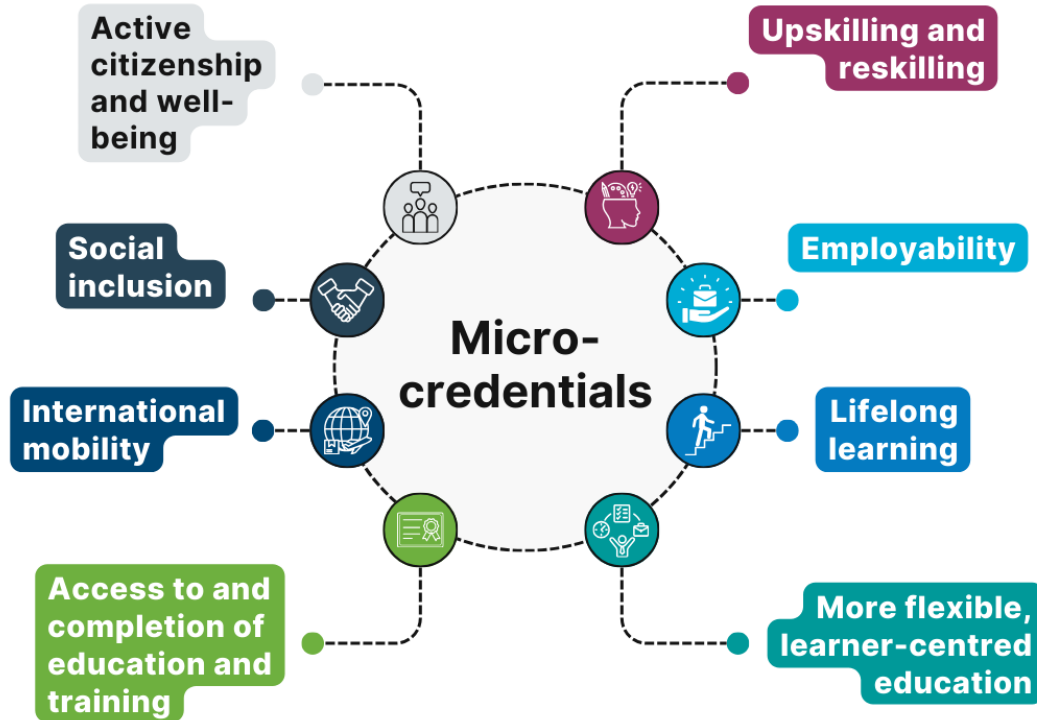 Active
citizenship
and well-
being
Upskilling and
reskilling
Social
inclusion
Employability
Micro-
credentials
International
mobility
Lifelong
learning
Access to and
completion of
education and
training
More flexible,
learner-centred
education